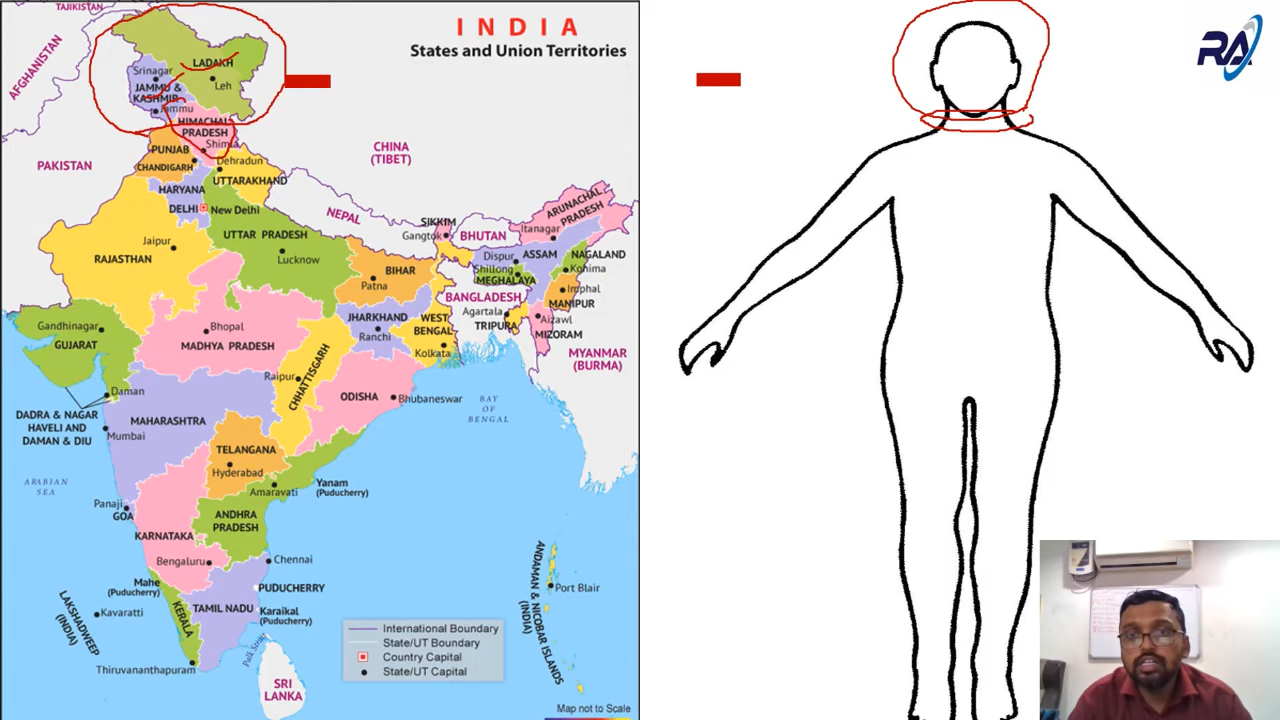 TAJIKISTAN
INDIA
States and Union Territories
RA
AFGHANISTAN
LADAKH
Srinagar
Leh
JAMMU &
KASHMIR
Jammu
HIMACHAL
PRADESH
Shimla
PUNJAB
CHANDIGARH
Dehradun
UTTARAKHAND
PAKISTAN
CHINA
(TIBET)
HARYANA
DELHI
New Delhi
NEPAL
SIKKIM
Gangtok
BHUTAN
ARUNACHAL
PRADESH
Itanagar
UTTAR PRADESH
Lucknow
Jaipur
RAJASTHAN
BIHAR
Patna
Dispur
ASSAM
NAGALAND
Shillong
Kohima
MEGHALAYA
Imphal
MANIPUR
BANGLADESH
Agartala
TRIPURA
Aizawl
MIZORAM
MYANMAR
(BURMA)
Gandhinagar
GUJARAT
Bhopal
MADHYA PRADESH
JHARKHAND
Ranchi
WEST
BENGAL
Kolkata
CHHATTISGARH
Raipur
ODISHA
Bhubaneswar
BAY
OF
BENGAL
Daman
DADRA & NAGAR
HAVELI AND
DAMAN & DIU
MAHARASHTRA
Mumbai
TELANGANA
Hyderabad
ARABIAN
SEA
Amaravati
Yanam
(Puducherry)
Panaji
GOA
ANDHRA
PRADESH
KARNATAKA
Bengaluru
Chennai
Mahe
(Puducherry)
PUDUCHERRY
KERALA
TAMIL NADU
Karaikal
(Puducherry)
LAKSHADWEEP
(INDIA)
Kavaratti
Thiruvananthapuram
Palk Strait
SRI
LANKA
ANDAMAN & NICOBAR ISLANDS
(INDIA)
Port Blair
International Boundary
State/UT Boundary
Country Capital
State/UT Capital
Map not to Scale